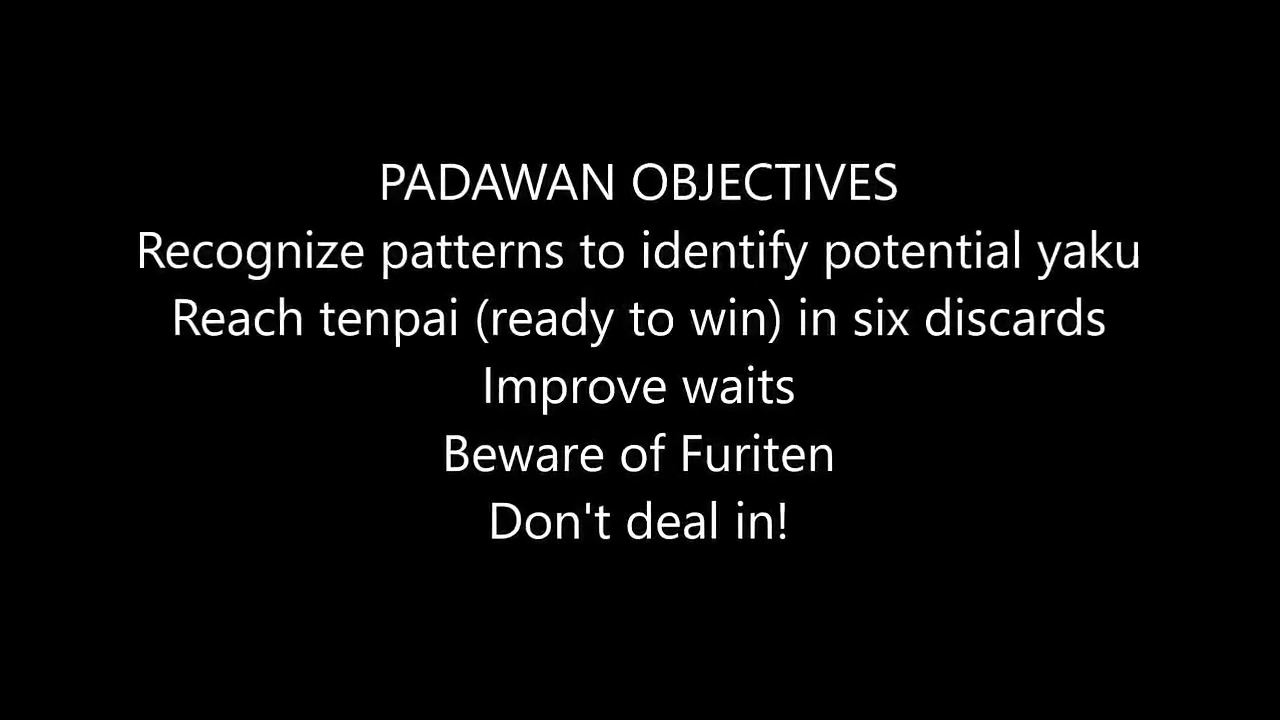 PADAWAN OBJECTIVES
Recognize patterns to identify potential yaku
Reach tenpai (ready to win) in six discards
Improve waits
Beware of Furiten
Don't deal in!